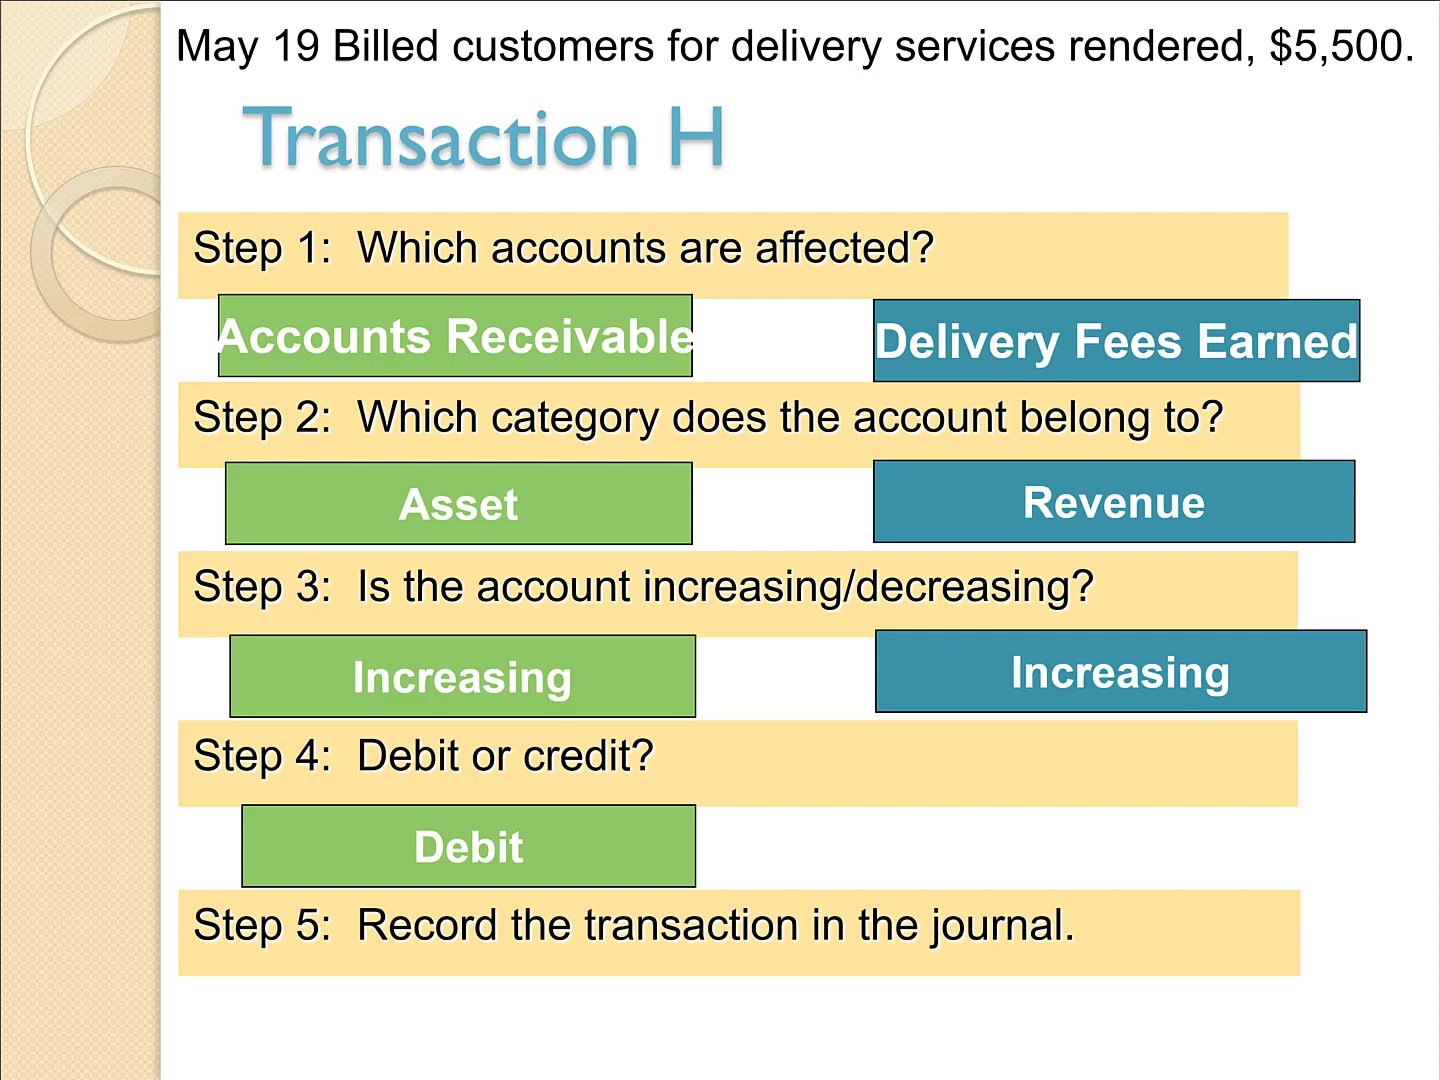 May 19 Billed customers for delivery services rendered, $5,500.
Transaction H
Step 1: Which accounts are affected?
Accounts Receivable
Delivery Fees Earned
Step 2: Which category does the account belong to?
Asset
Revenue
Step 3: Is the account increasing/decreasing?
Increasing
Increasing
Step 4: Debit or credit?
Debit
Step 5: Record the transaction in the journal.